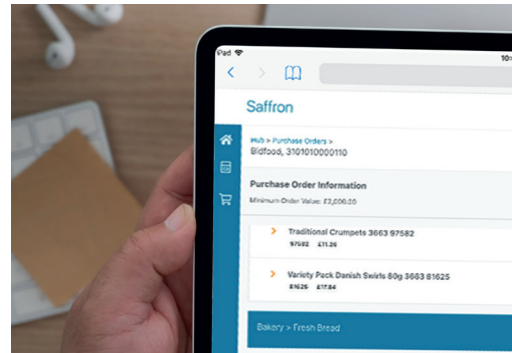 iPad
10:
Saffron
Hub > Purchase Orders >
Bidfood, 3101010000110
Purchase Order Information
Minimum Order Value: £2,000.00
Traditional Crumpets 3663 97582
97582 £11.26
Variety Pack Danish Swirls 80g 3663 81625
81625 £17.84
Bakery > Fresh Bread